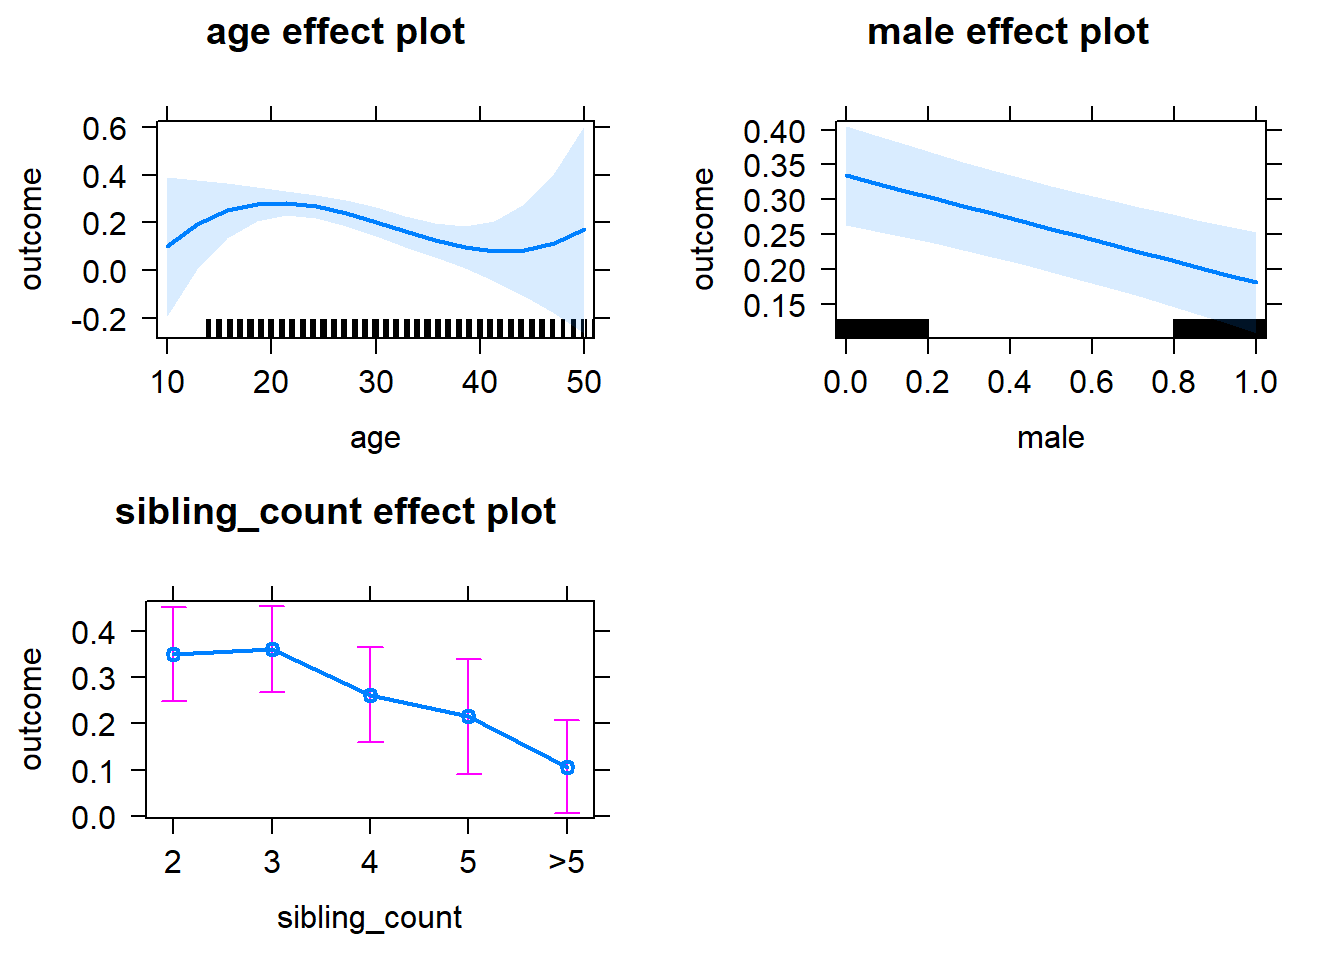 age effect plot
outcome
0.6
0.4
0.2
0.0
-0.2
10 20 30 40 50
age
male effect plot
outcome
0.40
0.35
0.30
0.25
0.20
0.15
0.0 0.2 0.4 0.6 0.8 1.0
male
sibling_count effect plot
outcome
0.4
0.3
0.2
0.1
0.0
2 3 4 5 >5
sibling_count